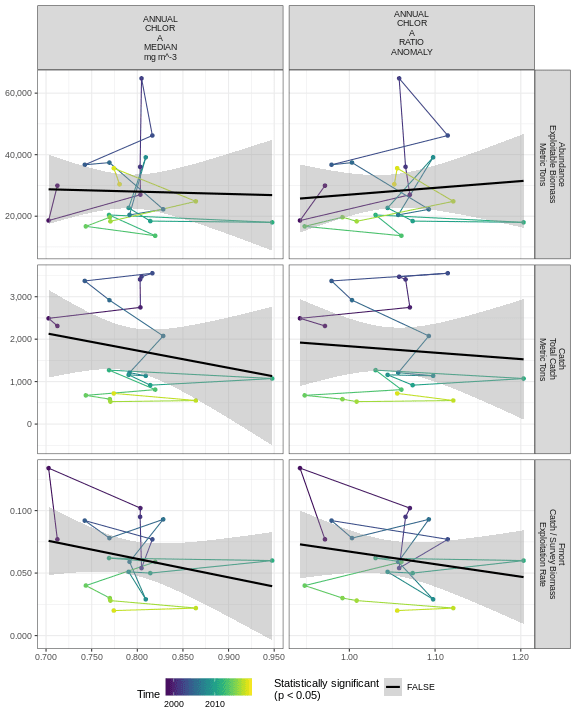 ANNUAL
CHLOR
A
MEDIAN
mg m^-3
ANNUAL
CHLOR
A
RATIO
ANOMALY
60,000
40,000
20,000
Abundance
Exploitable Biomass
Metric Tons
3,000
2,000
1,000
0
Catch
Total Catch
Metric Tons
0.100
0.050
0.000
Fmort
Catch / Survey Biomass
Exploitation Rate
0.700
0.750
0.800
0.850
0.900
0.950
1.00
1.10
1.20
Time
2000
2010
Statistically significant
(p < 0.05)
FALSE